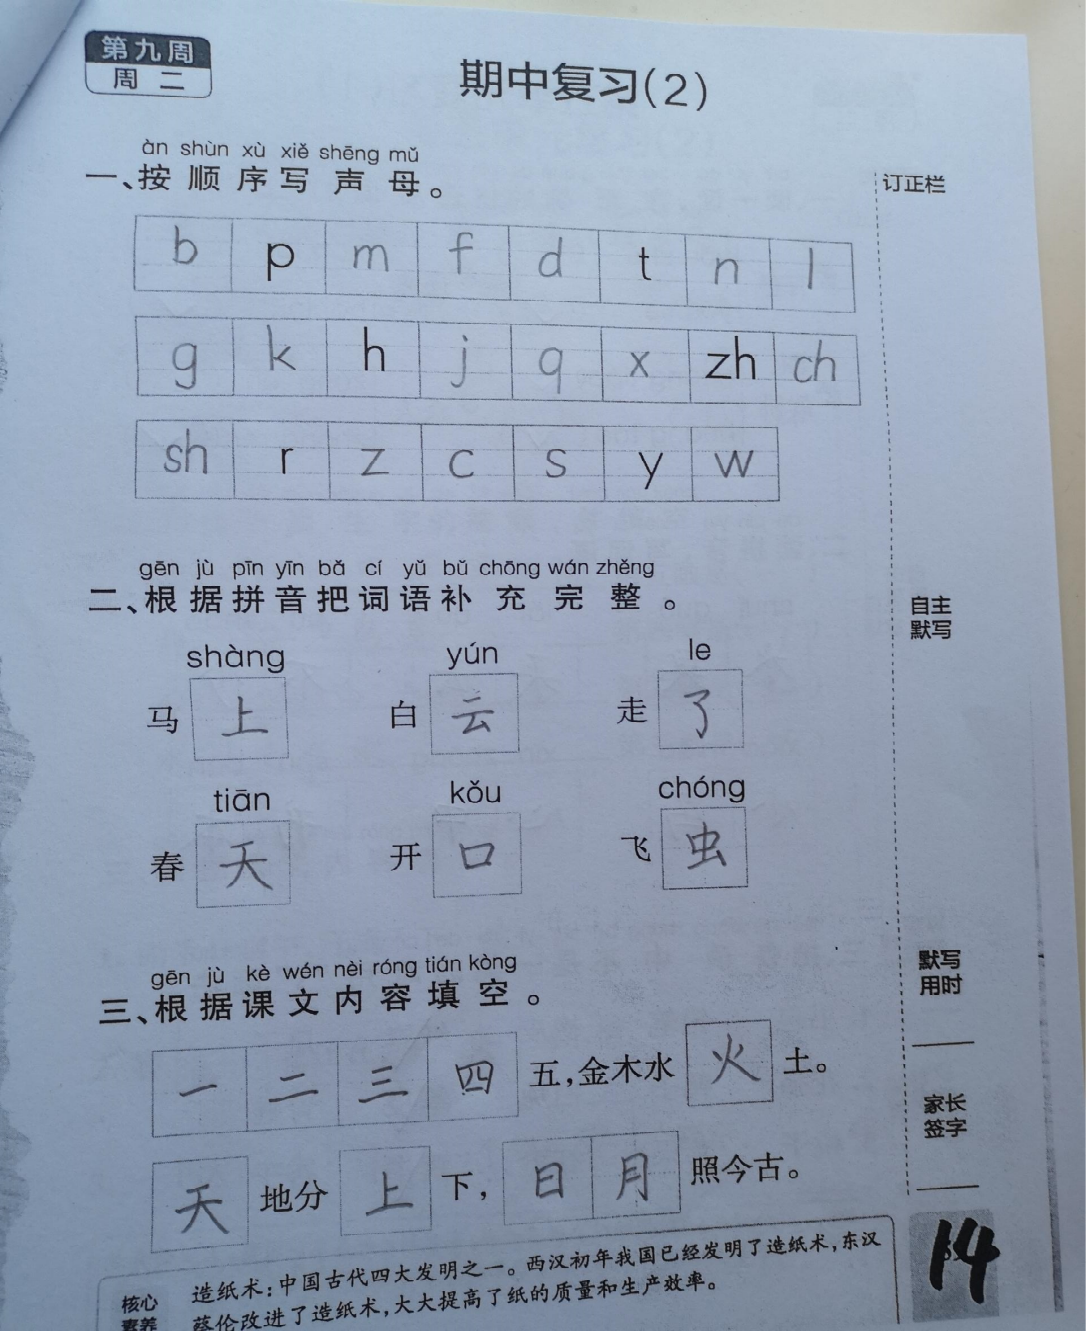 第九周
周二
期中复习(2)
àn shùn xù xiě shēng mǔ
一、按顺序写声母。
订正栏
b p m f d t n l
g k h j q x zh ch
sh r z c s y w
gēn jù pīn yīn bǎ cí yǔ bǔ chōng wán zhěng
二、根据拼音把词语补充完整。
自主
默写
shàng yún le
马上 白云 走了
tiān kǒu chóng
春天 开口 飞虫
gēn jù kè wén nèi róng tián kòng
三、根据课文内容填空。
默写
用时
一二三四五,金木水火土。
家长
签字
天地分上下,日月照今古。
核心
素养
造纸术:中国古代四大发明之一。西汉初年我国已经发明了造纸术,东汉
蔡伦改进了造纸术,大大提高了纸的质量和生产效率。
14